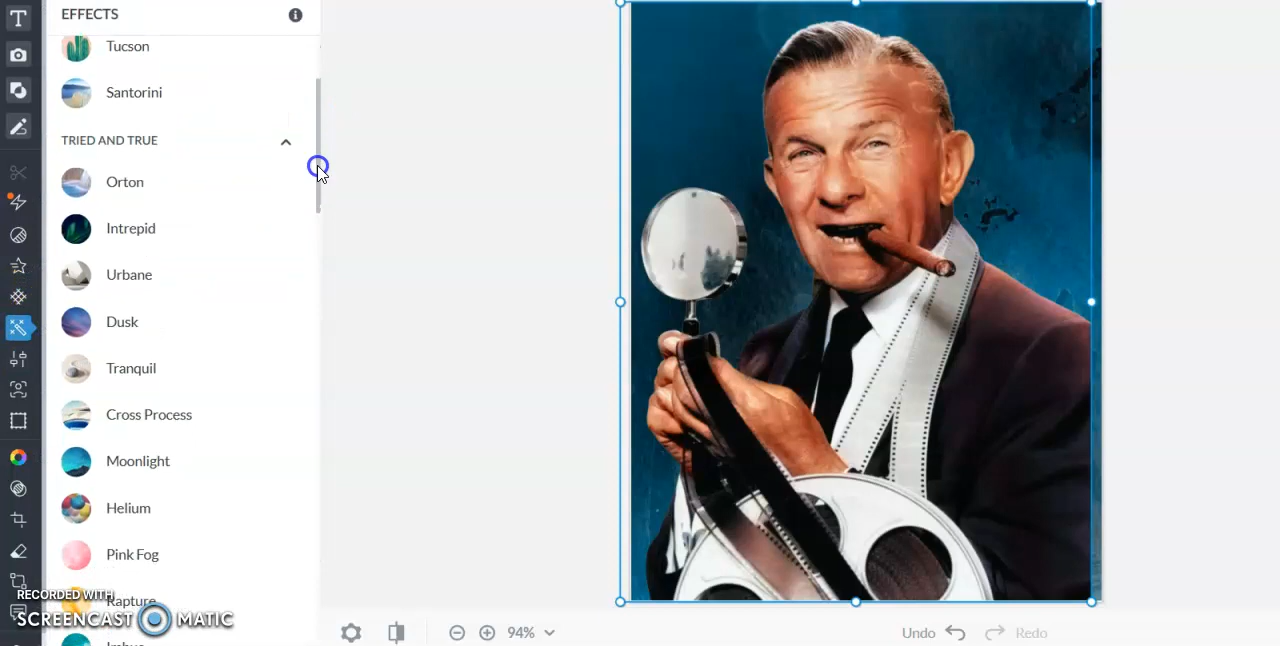 T
EFFECTS
Tucson
Santorini
TRIED AND TRUE
Orton
Intrepid
Urbane
Dusk
Tranquil
Cross Process
Moonlight
Helium
Pink Fog
Rapture
RECORDED WITH
SCREENCAST MATIC
94%
Undo
Redo